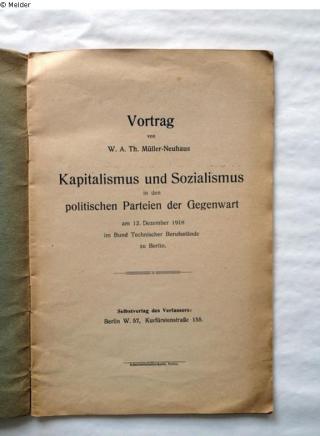 © Melder
Vortrag
von
W. A. Th. Müller-Neuhaus
Kapitalismus und Sozialismus
in den
politischen Parteien der Gegenwart
am 12. Dezember 1918
im Bund Technischer Berufsstände
zu Berlin.
Selbstverlag des Verfassers:
Berlin W. 57, Kurfürstenstraße 155.